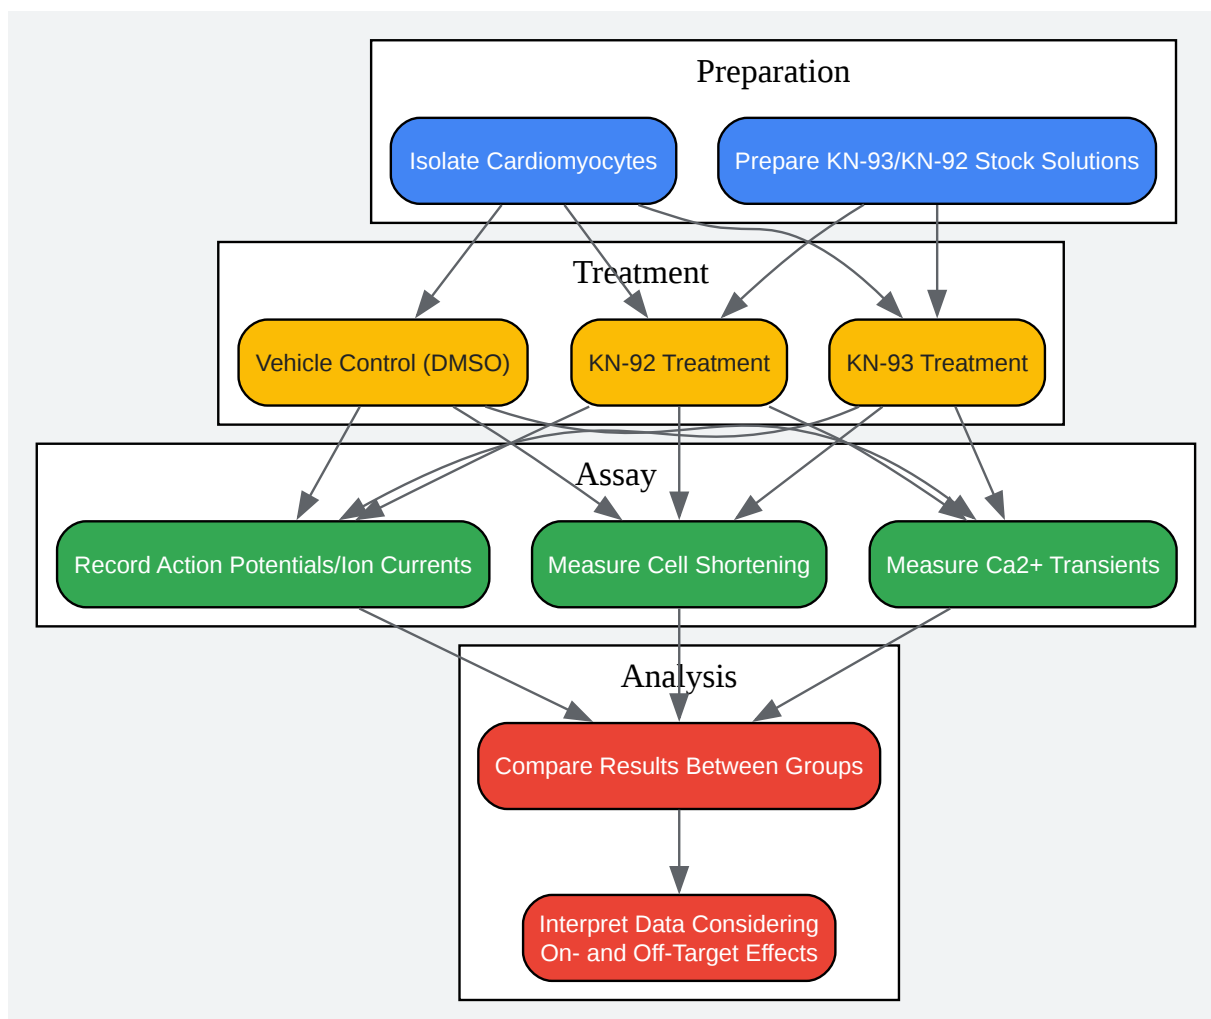 Preparation
Isolate Cardiomyocytes
Prepare KN-93/KN-92 Stock Solutions
Treatment
Vehicle Control (DMSO)
KN-92 Treatment
KN-93 Treatment
Assay
Record Action Potentials/Ion Currents
Measure Cell Shortening
Measure Ca2+ Transients
Analysis
Compare Results Between Groups
Interpret Data Considering
On- and Off-Target Effects